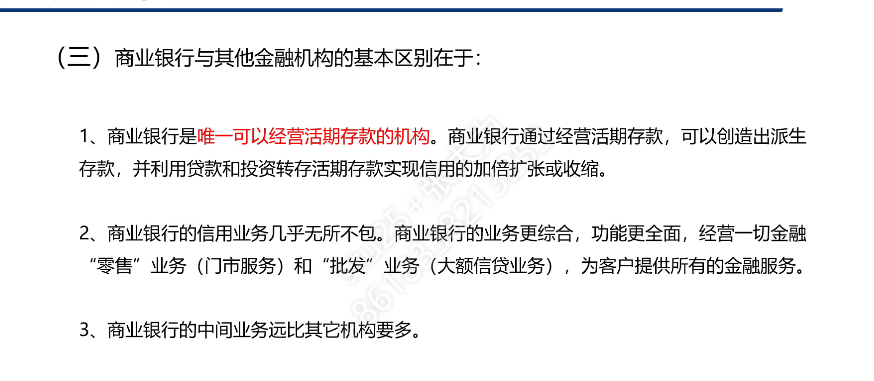 （三）商业银行与其他金融机构的基本区别在于：
1、商业银行是唯一可以经营活期存款的机构。商业银行通过经营活期存款，可以创造出派生
存款，并利用贷款和投资转存活期存款实现信用的加倍扩张或收缩。
2、商业银行的信用业务几乎无所不包。商业银行的业务更综合，功能更全面，经营一切金融
“零售”业务（门市服务）和“批发”业务（大额信贷业务），为客户提供所有的金融服务。
3、商业银行的中间业务远比其它机构要多。